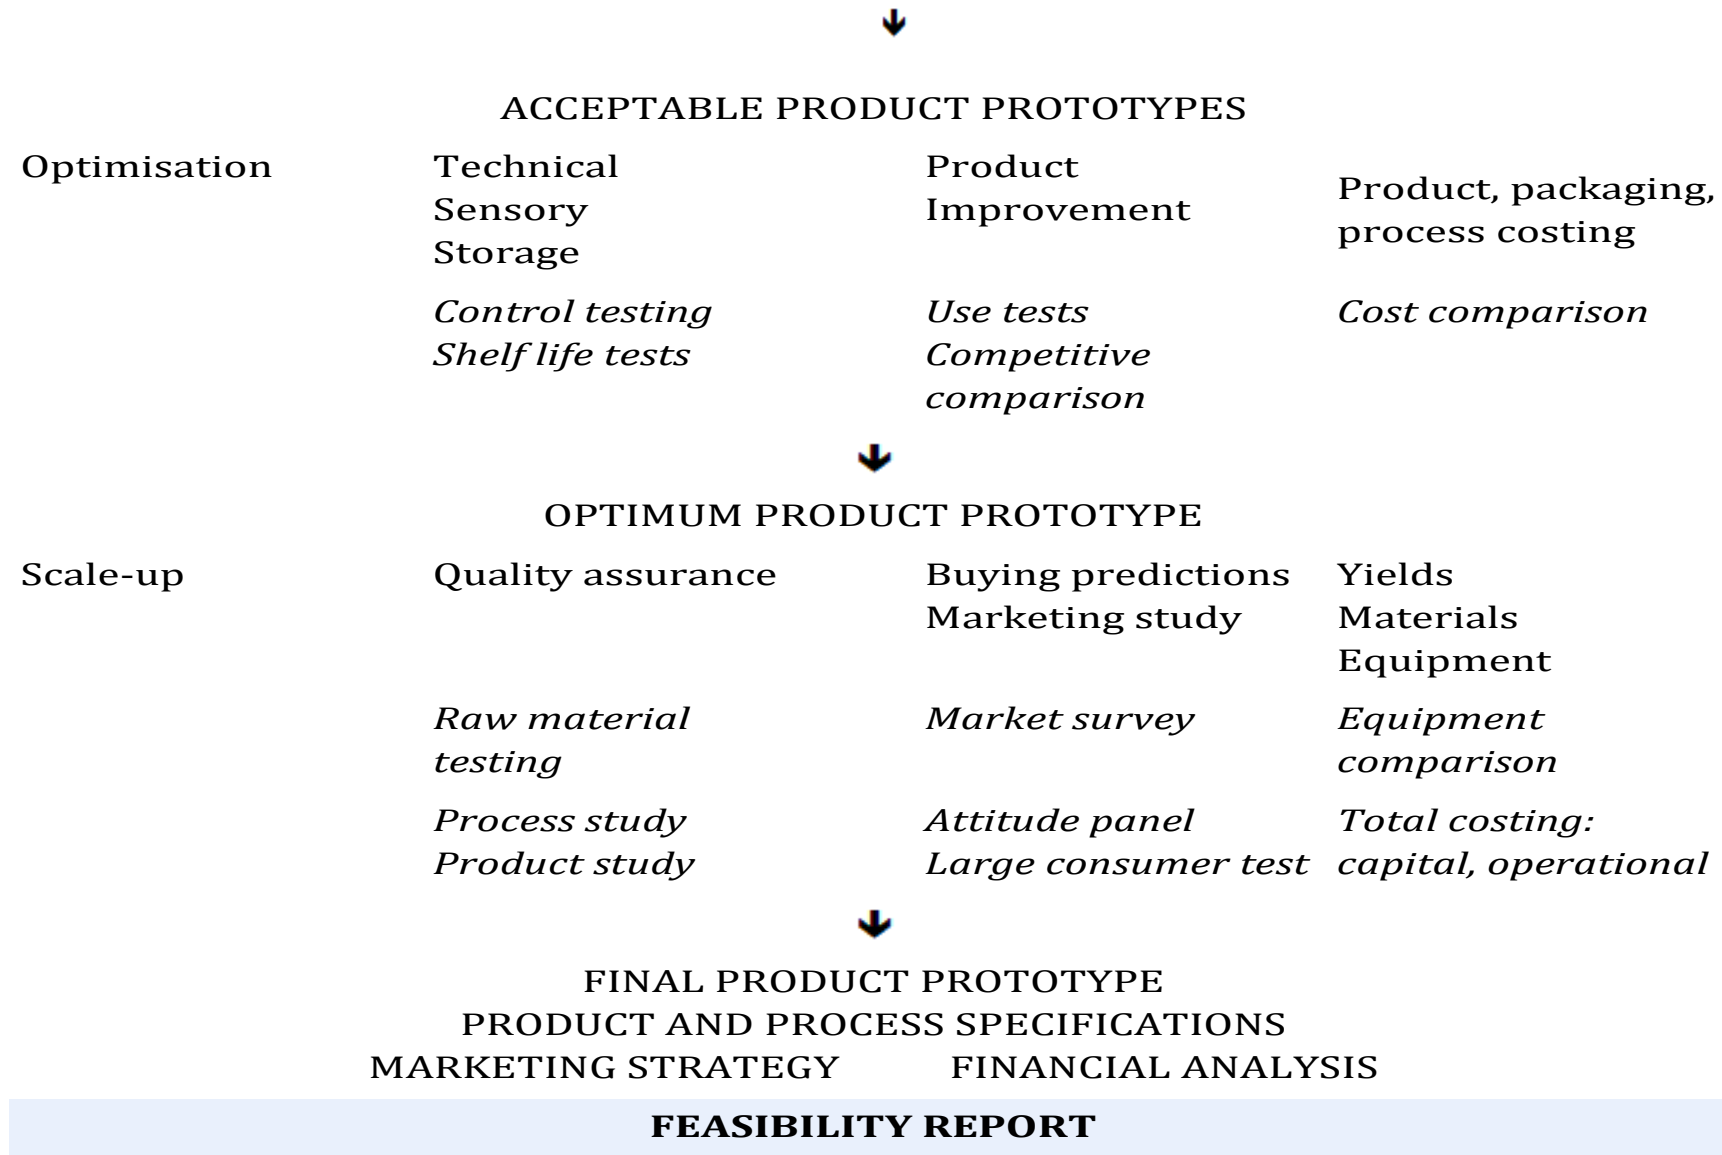 ACCEPTABLE PRODUCT PROTOTYPES
Optimisation
Technical
Sensory
Storage
Product
Improvement
Product, packaging,
process costing
Control testing
Shelf life tests
Use tests
Competitive
comparison
Cost comparison
OPTIMUM PRODUCT PROTOTYPE
Scale-up
Quality assurance
Buying predictions
Marketing study
Yields
Materials
Equipment
Raw material
testing
Market survey
Equipment
comparison
Process study
Product study
Attitude panel
Large consumer test
Total costing:
capital, operational
FINAL PRODUCT PROTOTYPE
PRODUCT AND PROCESS SPECIFICATIONS
MARKETING STRATEGY FINANCIAL ANALYSIS
FEASIBILITY REPORT